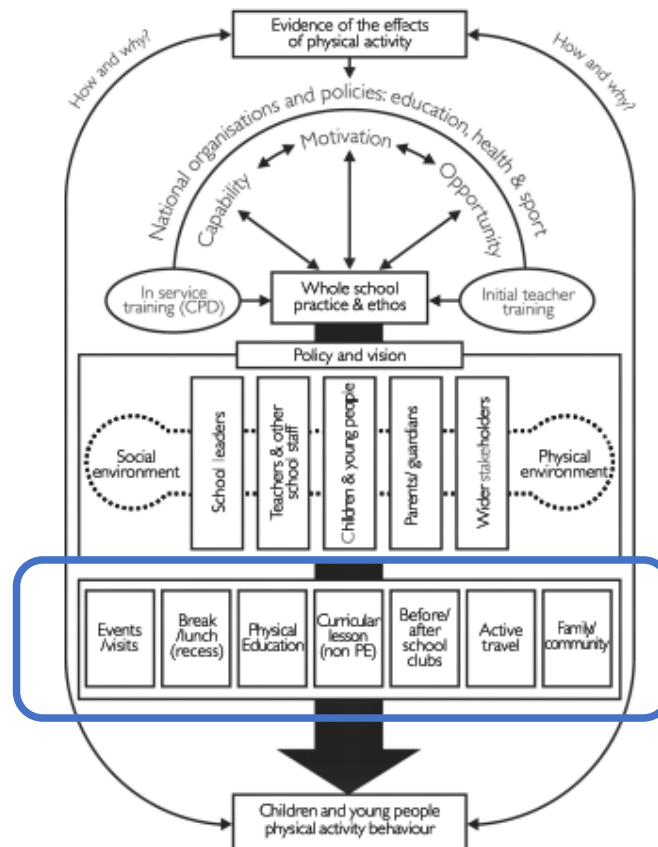 Evidence of the effects
of physical activity
How and why?
How and why?
National organisations and policies: education, health & sport
Motivation
Capability
Opportunity
In service
training (CPD)
Whole school
practice & ethos
Initial teacher
training
Policy and vision
Social
environment
School leaders
Teachers & other
school staff
Children & young people
Parents/ guardians
Wider stakeholders
Physical
environment
Events
/visits
Break
/lunch
(recess)
Physical
Education
Curricular
lesson
(non PE)
Before/
after
school
clubs
Active
travel
Family/
community
Children and young people
physical activity behaviour